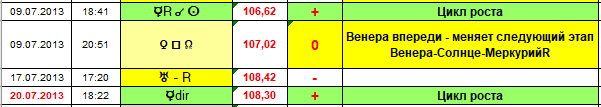 09.07.2013 18:41 ☿R ☌ ☉ 106,62 + Цикл роста
09.07.2013 20:51 ♀ □ ☊ 107,02 0 Венера впереди - меняет следующий этап
Венера-Солнце-МеркурийR
17.07.2013 17:20 ♅ - R 108,42 -
20.07.2013 18:22 ☿dir 108,30 + Цикл роста